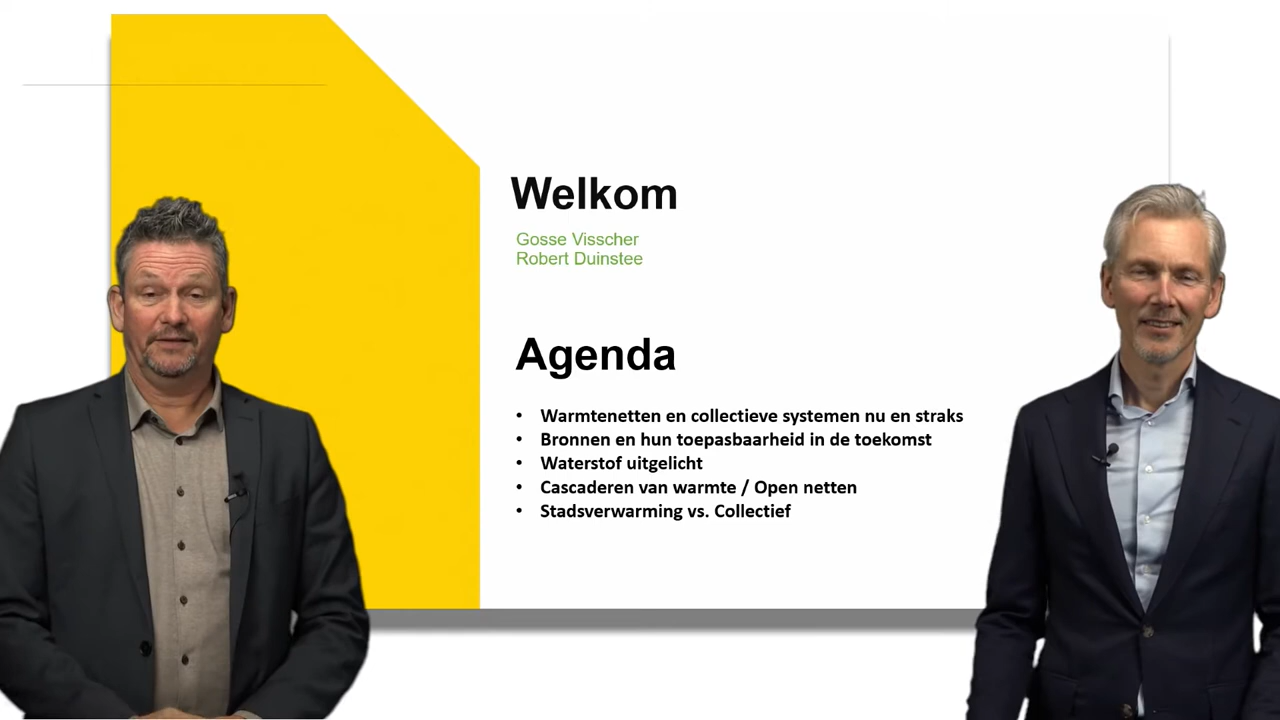 Welkom
Gosse Visscher
Robert Duinstee
Agenda
• Warmtenetten en collectieve systemen nu en straks
• Bronnen en hun toepasbaarheid in de toekomst
• Waterstof uitgelicht
• Cascaderen van warmte / Open netten
• Stadsverwarming vs. Collectief